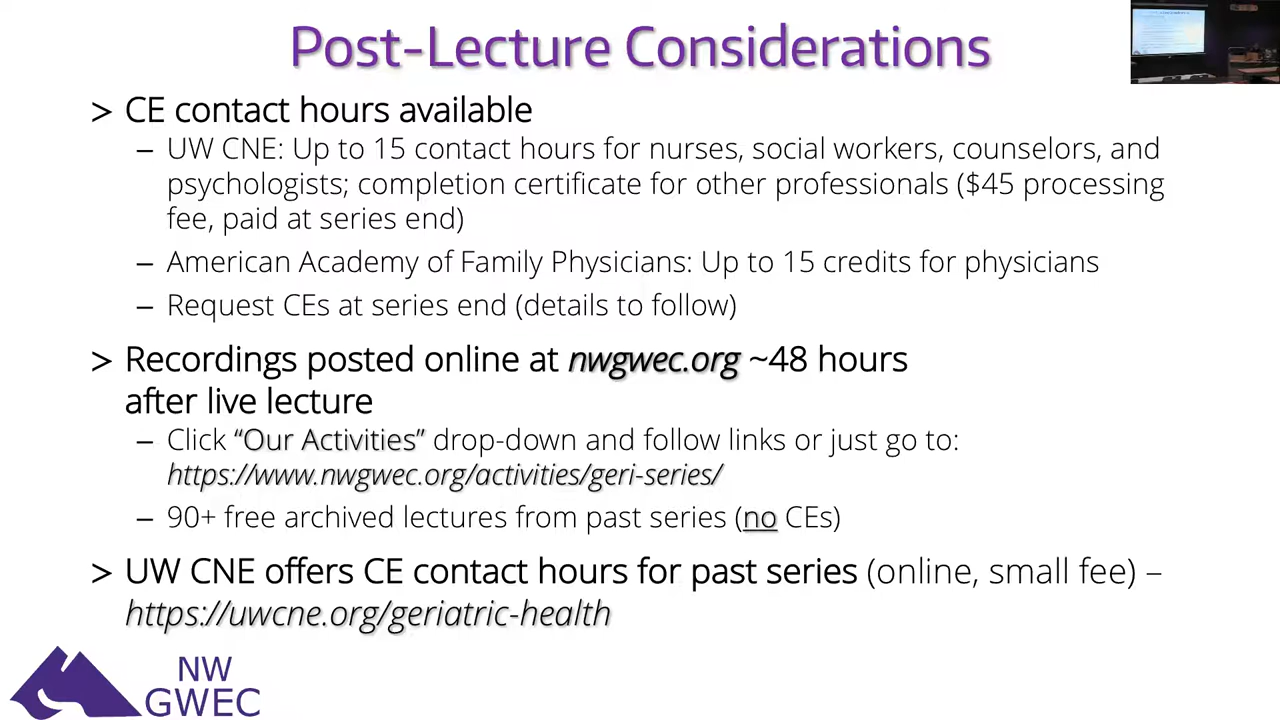 Post-Lecture Considerations
> CE contact hours available
– UW CNE: Up to 15 contact hours for nurses, social workers, counselors, and
psychologists; completion certificate for other professionals ($45 processing
fee, paid at series end)
– American Academy of Family Physicians: Up to 15 credits for physicians
– Request CEs at series end (details to follow)
> Recordings posted online at nwgwec.org ~48 hours
after live lecture
– Click “Our Activities” drop-down and follow links or just go to:
https://www.nwgwec.org/activities/geri-series/
– 90+ free archived lectures from past series (no CEs)
> UW CNE offers CE contact hours for past series (online, small fee) –
https://uwcne.org/geriatric-health
NW
GWEC